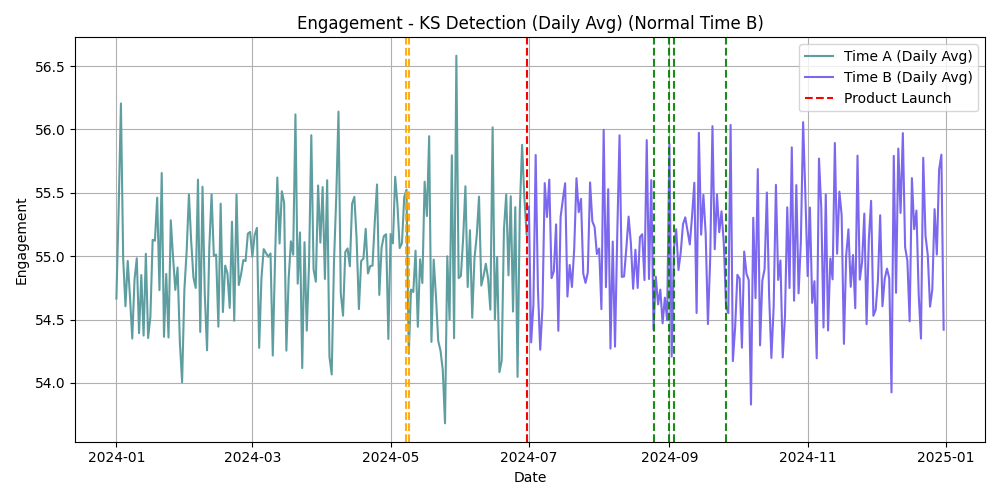 Engagement - KS Detection (Daily Avg) (Normal Time B)
Time A (Daily Avg)
Time B (Daily Avg)
Product Launch
Engagement
56.5
56.0
55.5
55.0
54.5
54.0
2024-01
2024-03
2024-05
2024-07
2024-09
2024-11
2025-01
Date